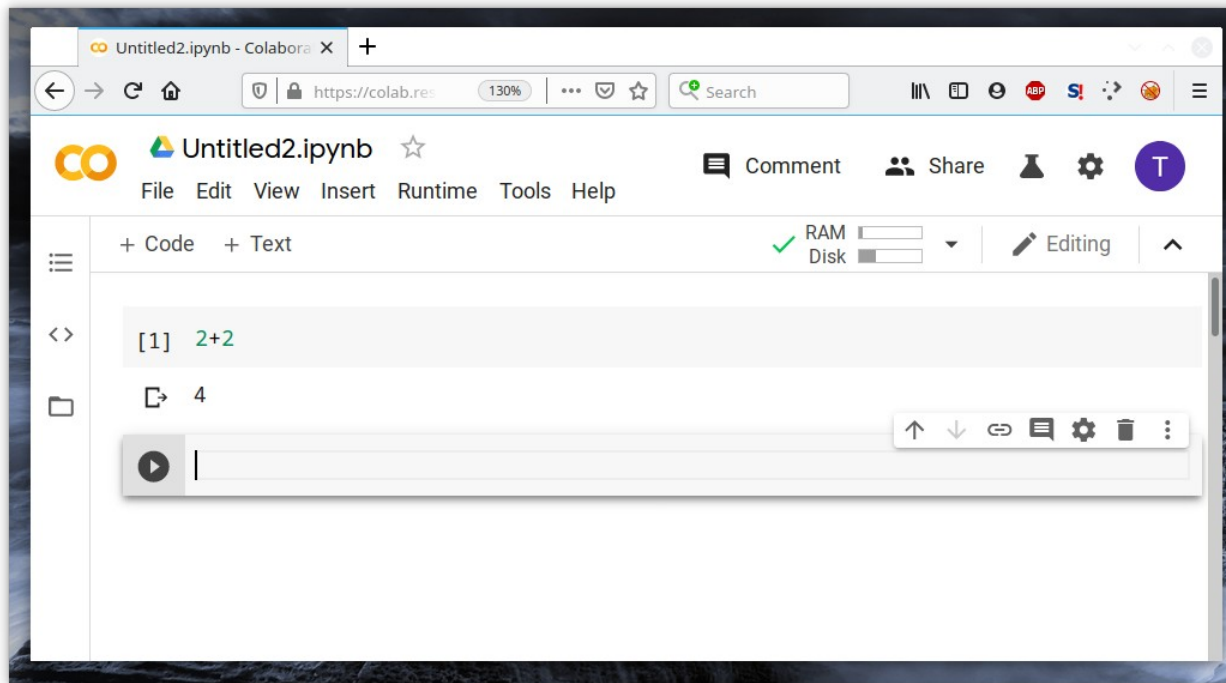 Untitled2.ipynb - Colabora
https://colab.res 130% Search ABP S!
Untitled2.ipynb
Comment Share T
File Edit View Insert Runtime Tools Help
+ Code + Text
RAM
Disk
Editing
[1] 2+2
4